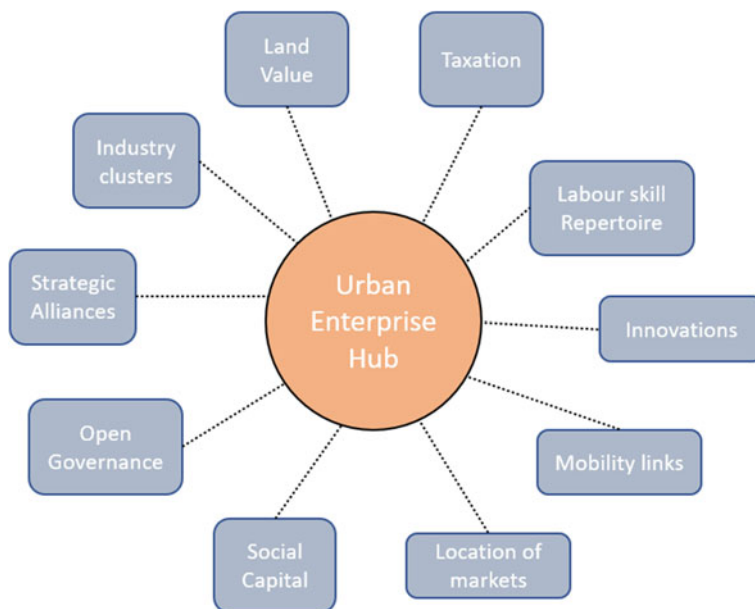 Land
Value
Taxation
Industry
clusters
Labour skill
Repertoire
Strategic
Alliances
Urban
Enterprise
Hub
Innovations
Open
Governance
Mobility links
Social
Capital
Location of
markets